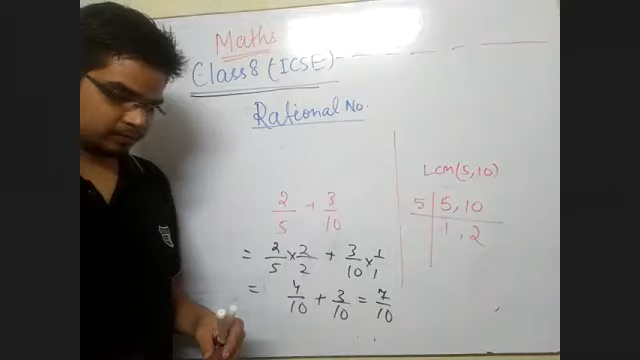 Maths
Class 8 (ICSE)
Rational No.
2/5 + 3/10
= 2/5 × 2/2 + 3/10 × 1/1
= 4/10 + 3/10 = 7/10
LCM(5,10)
5 | 5, 10
1, 2